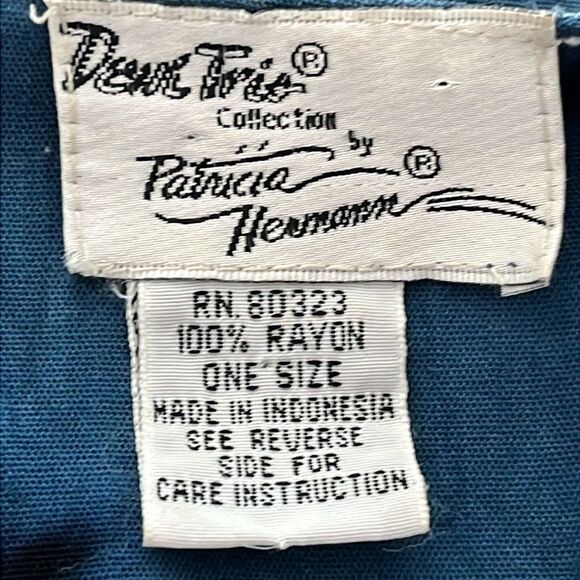 Deux Trio®
Collection
by
Patricia ®
Hermann
RN. 80323
100% RAYON
ONE SIZE
MADE IN INDONESIA
SEE REVERSE
SIDE FOR
CARE INSTRUCTION